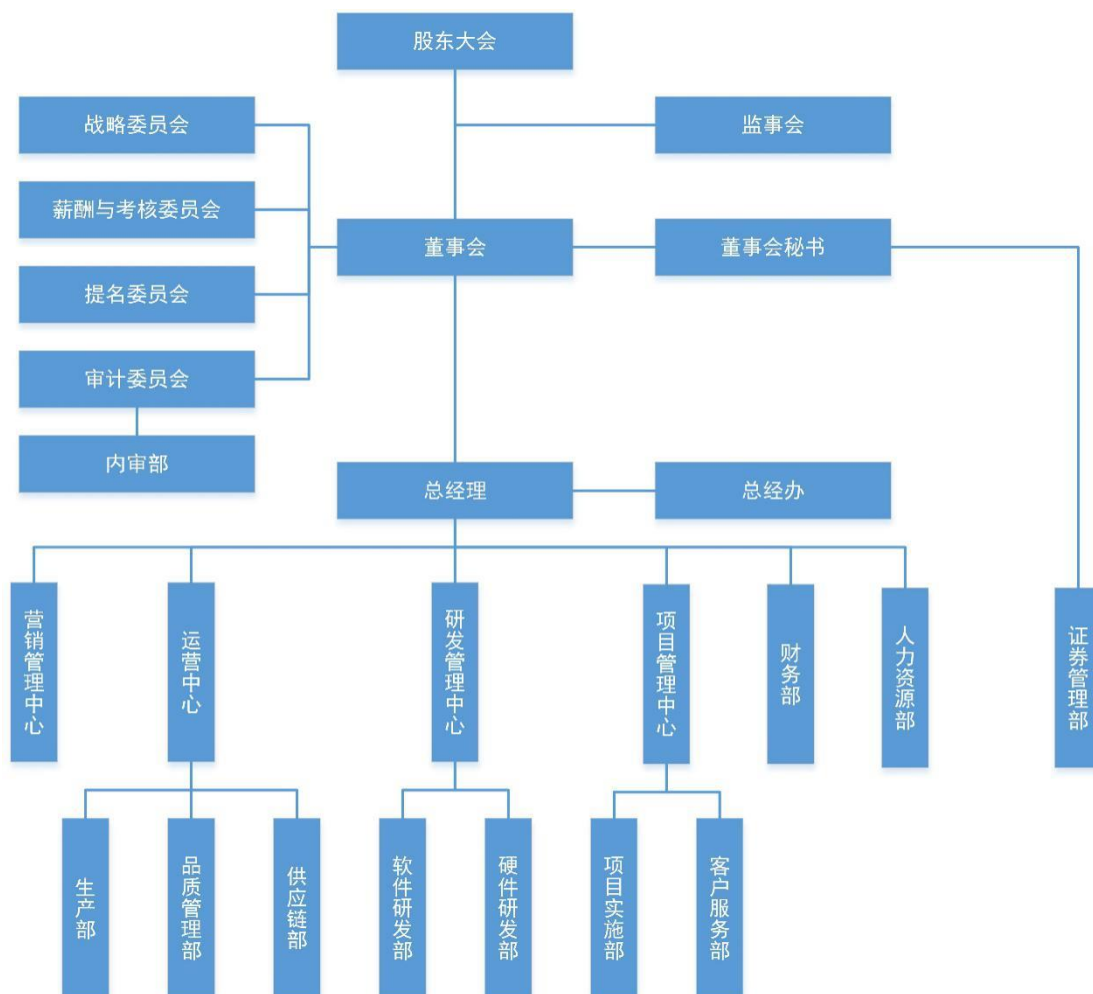 股东大会
战略委员会
监事会
薪酬与考核委员会
董事会
董事会秘书
提名委员会
审计委员会
内审部
总经理
总经办
营销管理中心
运营中心
研发管理中心
项目管理中心
财务部
人力资源部
证券管理部
生产部
品质管理部
供应链部
软件研发部
硬件研发部
项目实施部
客户服务部